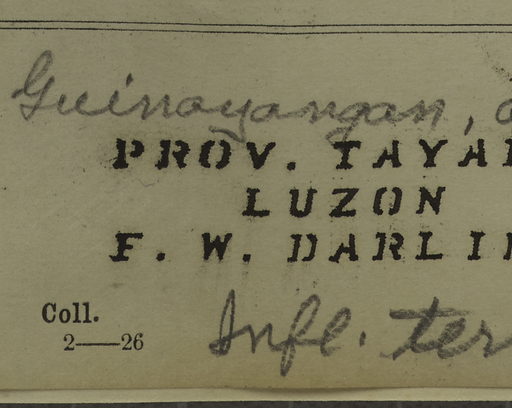 Guinayangan,
PROV. TAYA
LUZON
F. W. DARLI
Coll.
2—26
Infl. ter